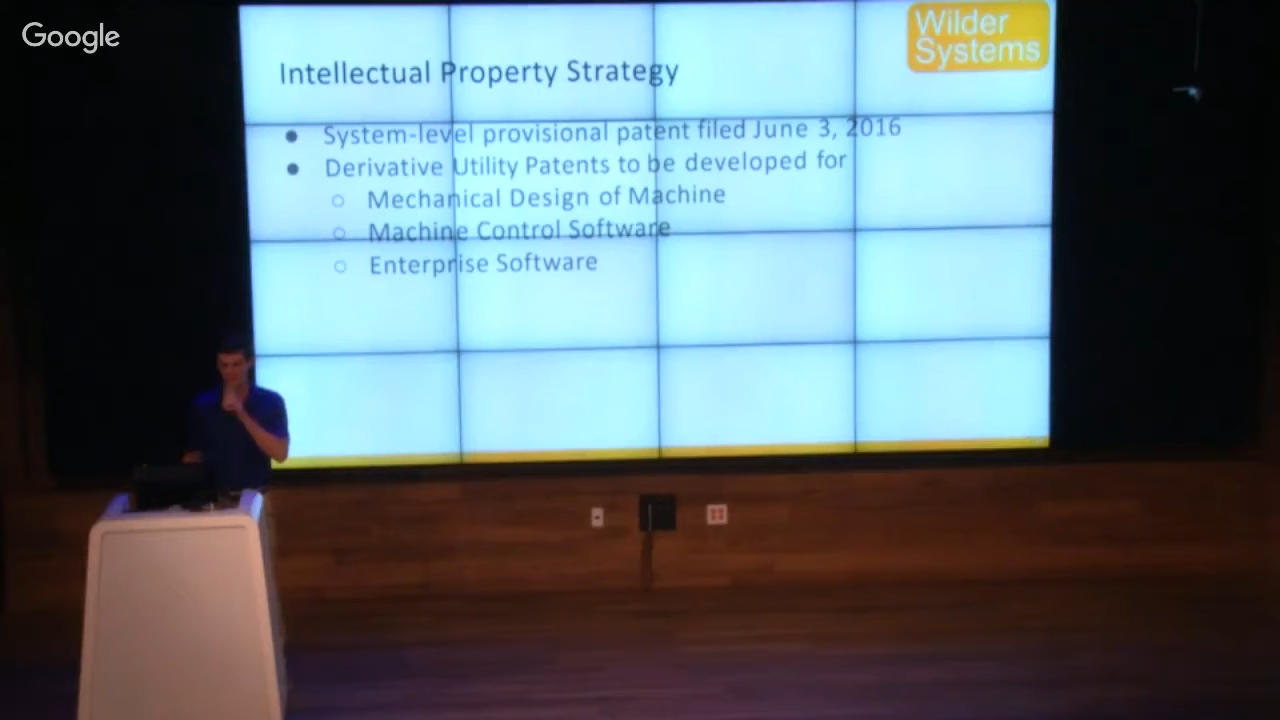 Google
Wilder
Systems
Intellectual Property Strategy
● System-level provisional patent filed June 3, 2016
● Derivative Utility Patents to be developed for
○ Mechanical Design of Machine
○ Machine Control Software
○ Enterprise Software